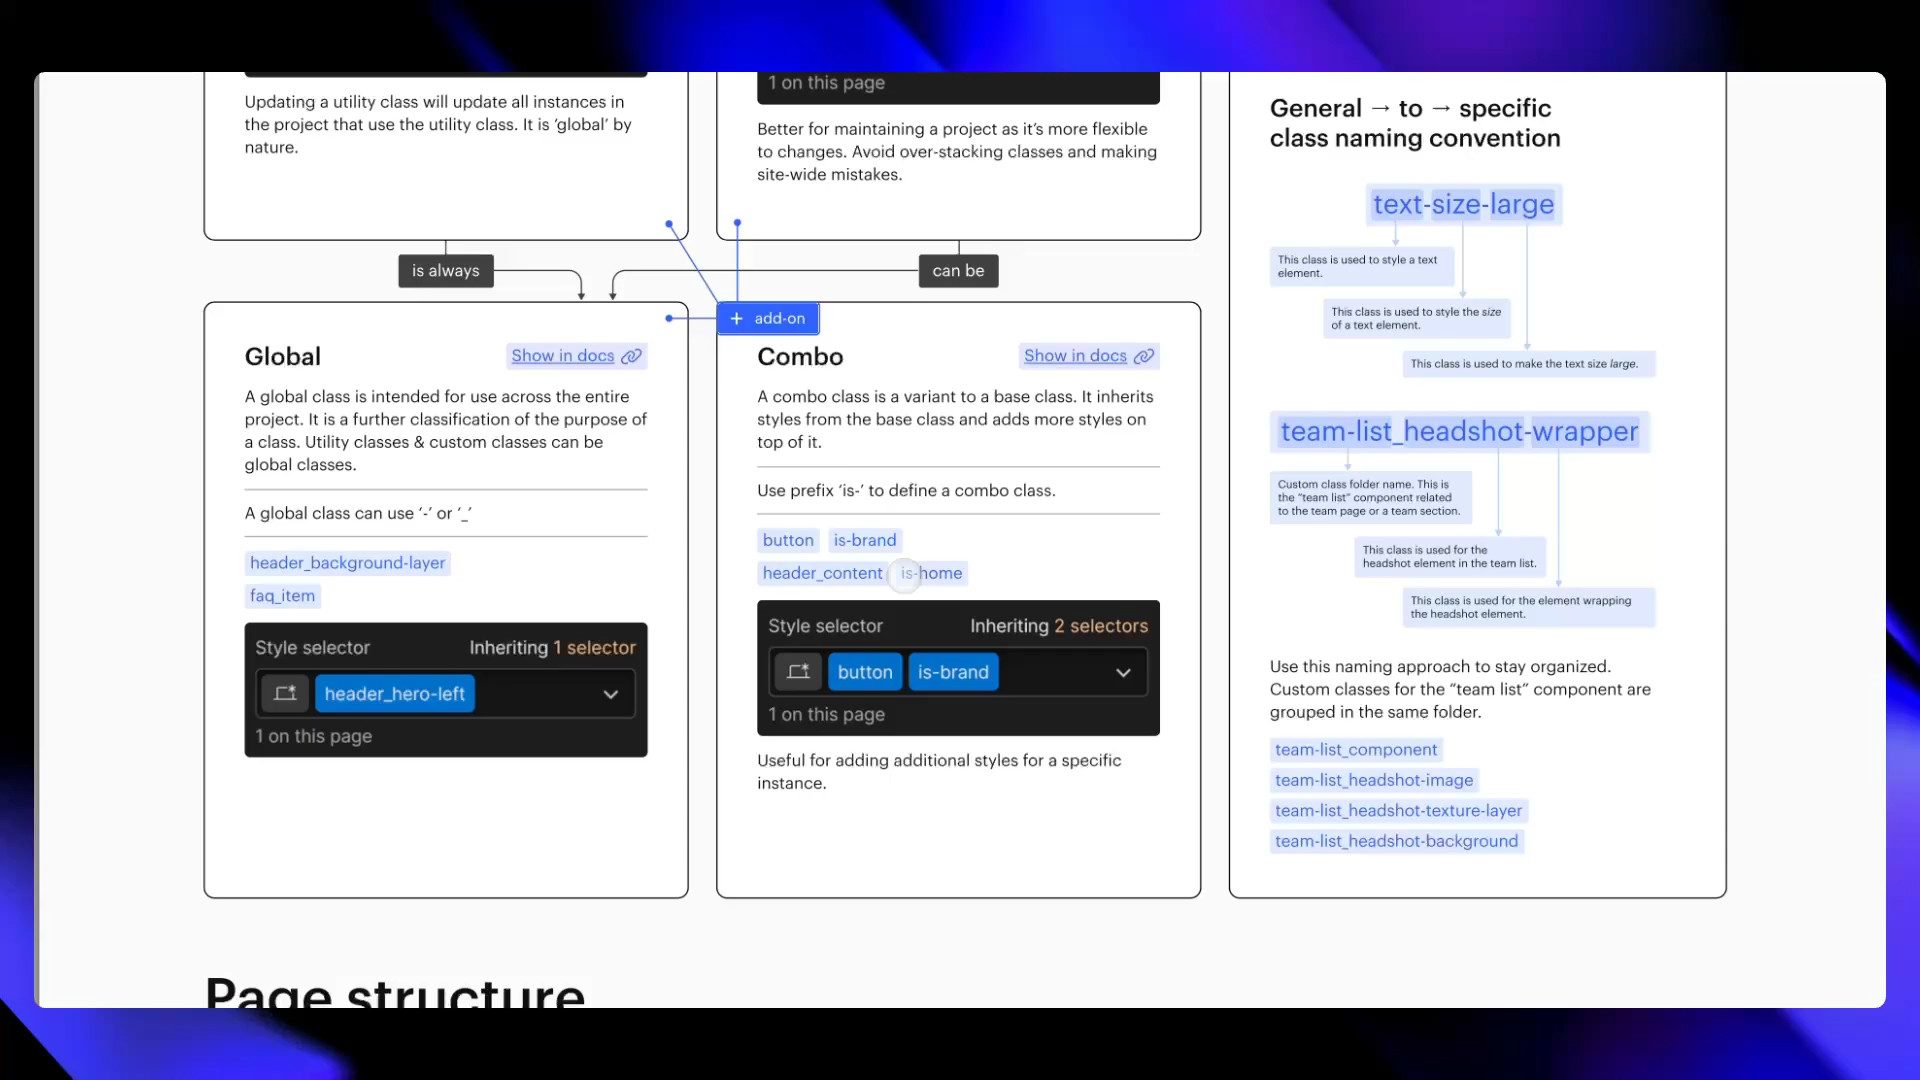 Updating a utility class will update all instances in
the project that use the utility class. It is ‘global’ by
nature.
1 on this page
Better for maintaining a project as it’s more flexible
to changes. Avoid over-stacking classes and making
site-wide mistakes.
is always
can be
+ add-on
Global
Show in docs
A global class is intended for use across the entire
project. It is a further classification of the purpose of
a class. Utility classes & custom classes can be
global classes.
A global class can use ‘-’ or ‘_’
header_background-layer
faq_item
Style selector
Inheriting 1 selector
header_hero-left
1 on this page
Combo
Show in docs
A combo class is a variant to a base class. It inherits
styles from the base class and adds more styles on
top of it.
Use prefix ‘is-’ to define a combo class.
button is-brand
header_content is-home
Style selector
Inheriting 2 selectors
button is-brand
1 on this page
Useful for adding additional styles for a specific
instance.
General → to → specific
class naming convention
text-size-large
This class is used to style a text
element.
This class is used to style the size
of a text element.
This class is used to make the text size large.
team-list_headshot-wrapper
Custom class folder name. This is
the “team list” component related
to the team page or a team section.
This class is used for the
headshot element in the team list.
This class is used for the element wrapping
the headshot element.
Use this naming approach to stay organized.
Custom classes for the “team list” component are
grouped in the same folder.
team-list_component
team-list_headshot-image
team-list_headshot-texture-layer
team-list_headshot-background
Page structure